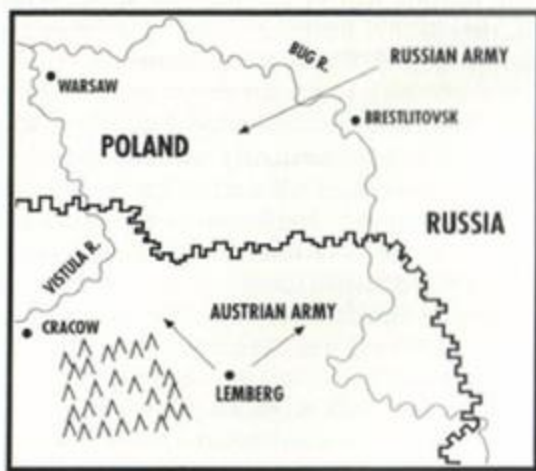 BUG R.
RUSSIAN ARMY
WARSAW
BRESTLITOVSK
POLAND
RUSSIA
VISTULA R.
AUSTRIAN ARMY
CRACOW
LEMBERG